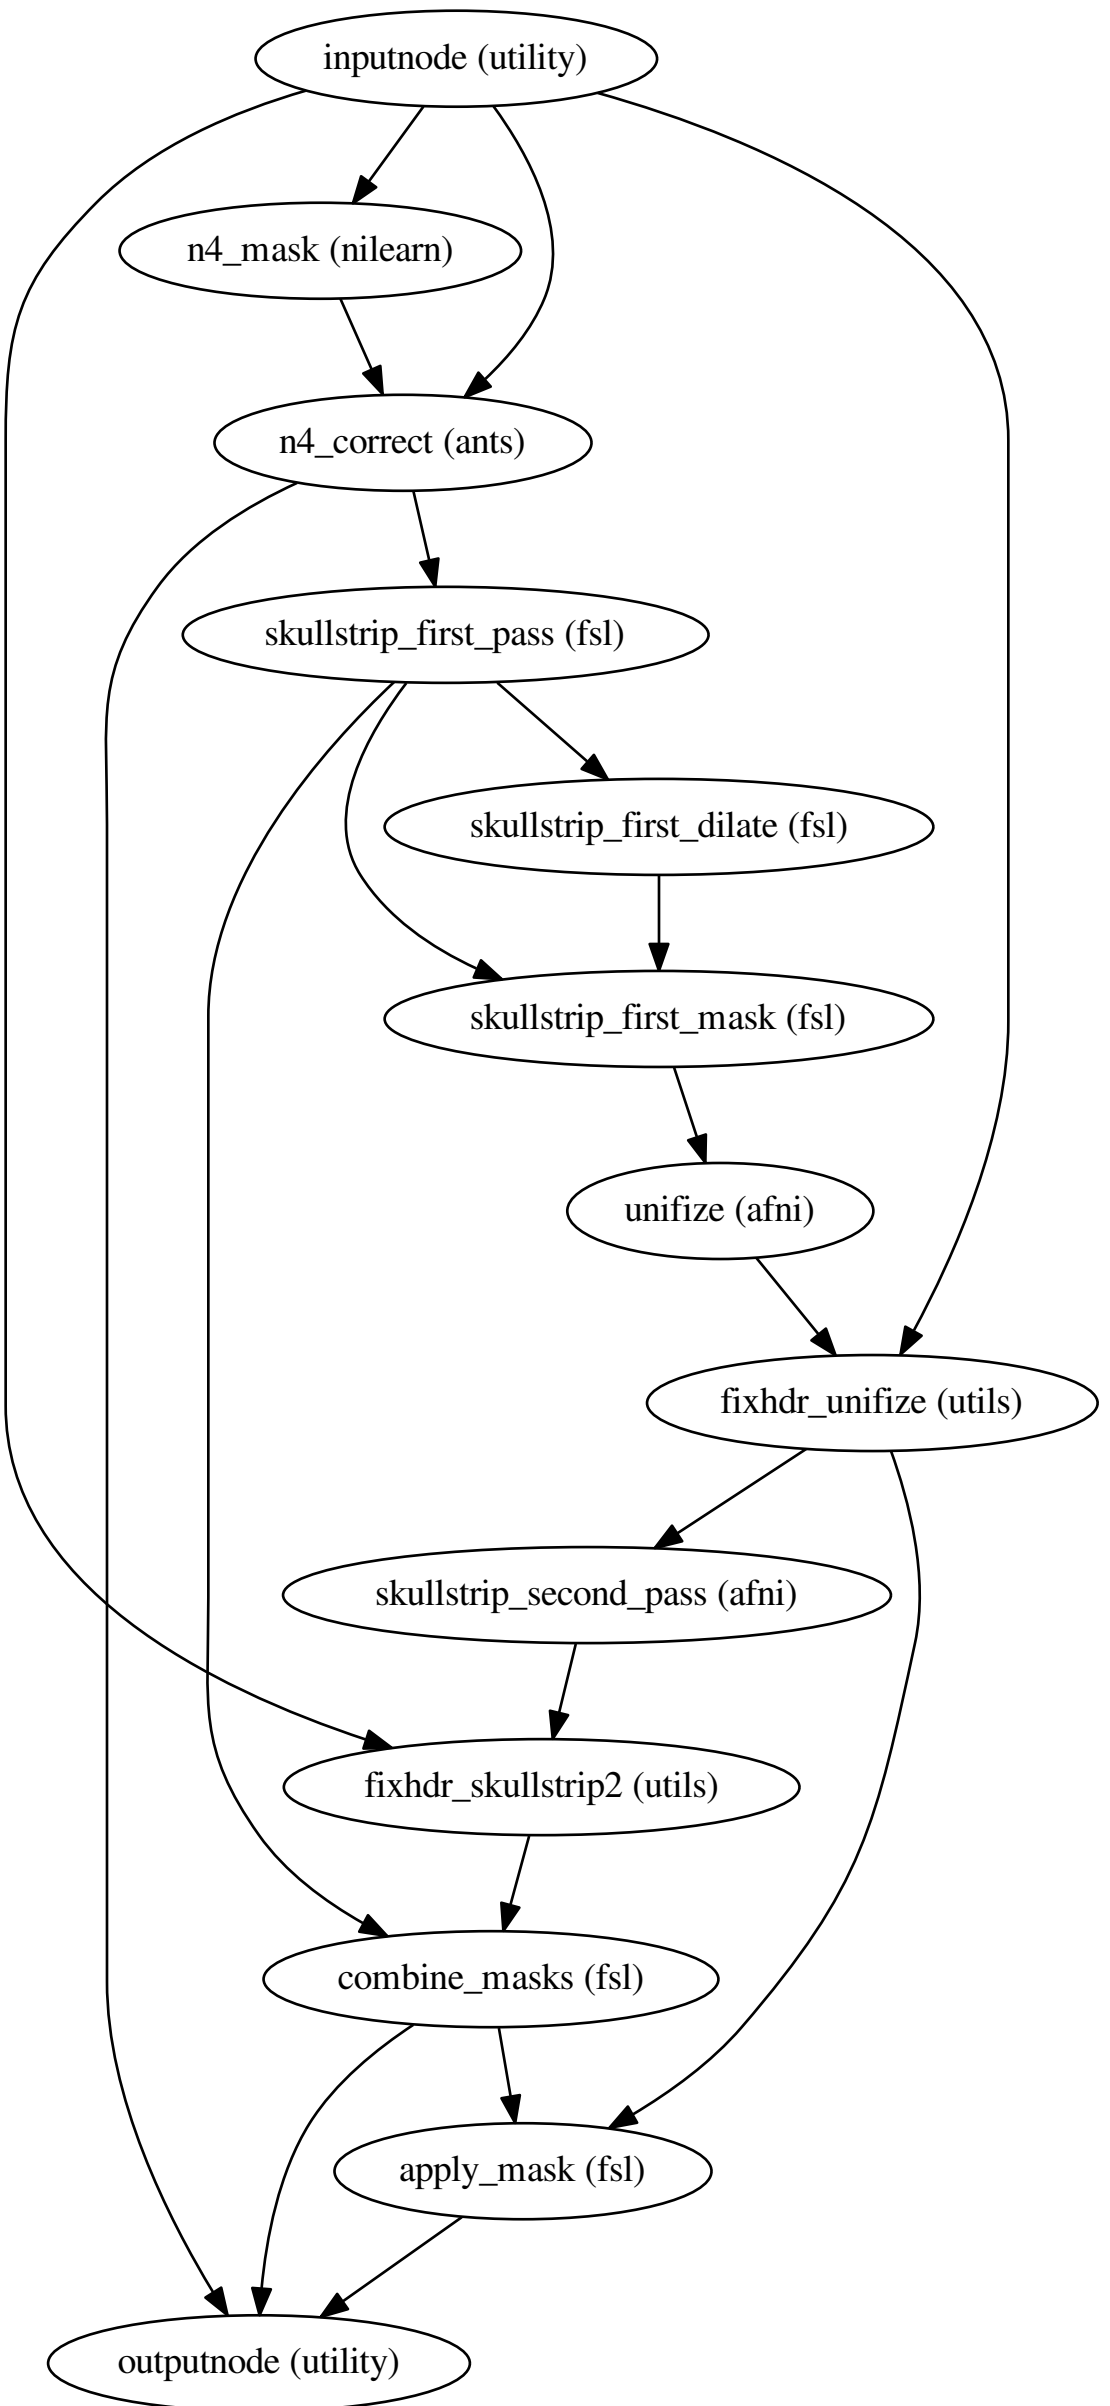 inputnode (utility)
n4_mask (nilearn)
n4_correct (ants)
skullstrip_first_pass (fsl)
skullstrip_first_dilate (fsl)
skullstrip_first_mask (fsl)
unifize (afni)
fixhdr_unifize (utils)
skullstrip_second_pass (afni)
fixhdr_skullstrip2 (utils)
combine_masks (fsl)
apply_mask (fsl)
outputnode (utility)